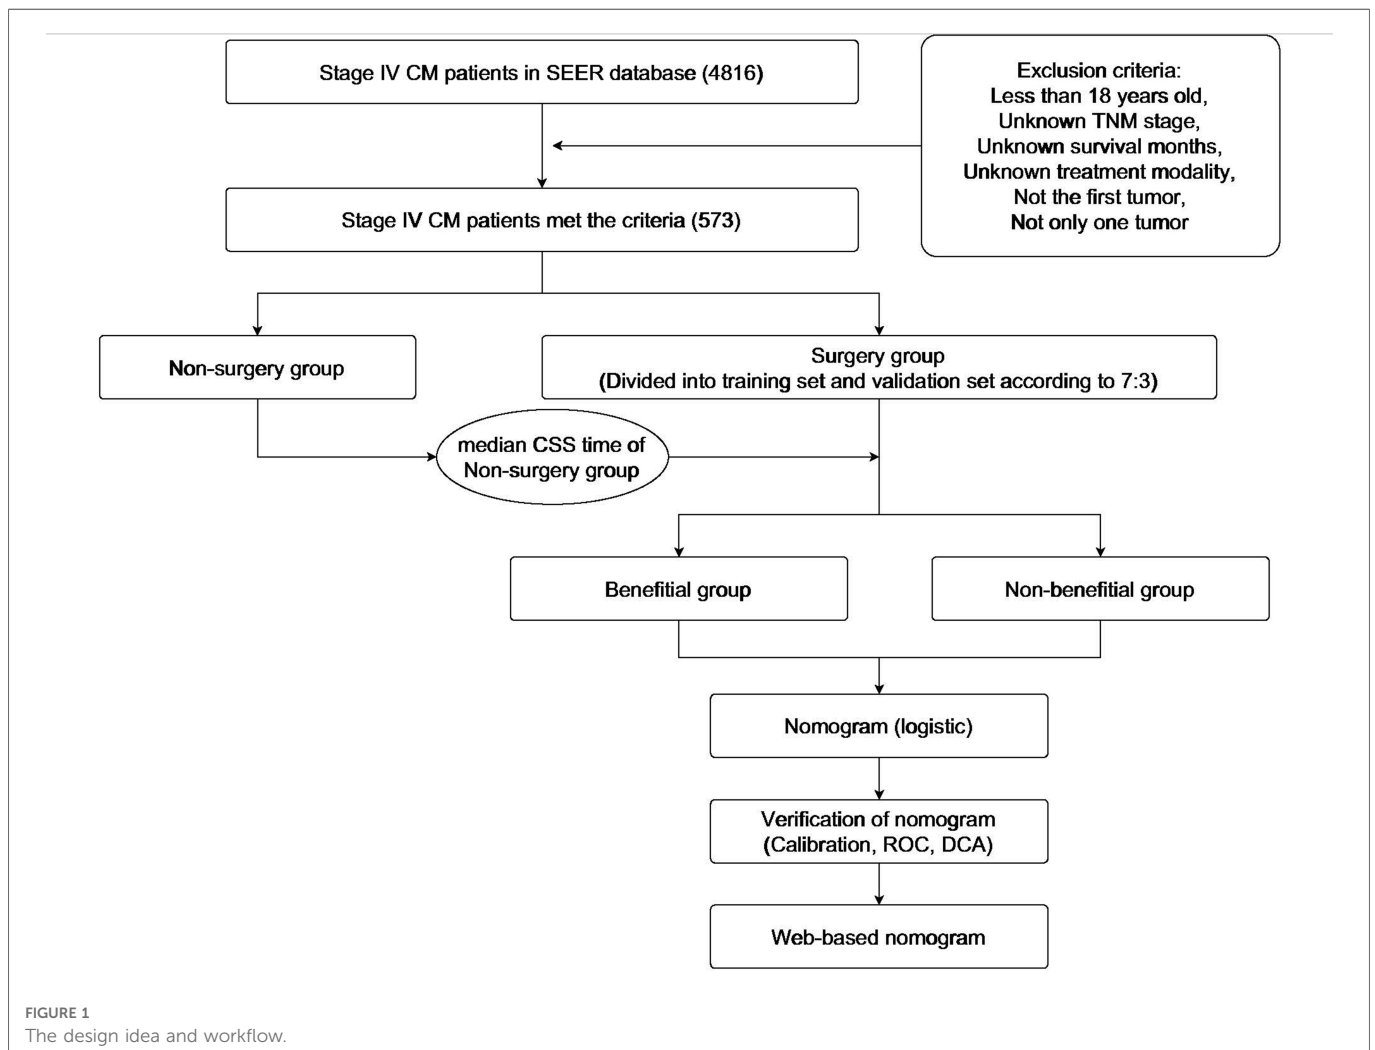 Stage IV CM patients in SEER database (4816)
Exclusion criteria:
Less than 18 years old,
Unknown TNM stage,
Unknown survival months,
Unknown treatment modality,
Not the first tumor,
Not only one tumor
Stage IV CM patients met the criteria (573)
Non-surgery group
Surgery group
(Divided into training set and validation set according to 7:3)
median CSS time of
Non-surgery group
Benefitial group
Non-benefitial group
Nomogram (logistic)
Verification of nomogram
(Calibration, ROC, DCA)
Web-based nomogram
FIGURE 1
The design idea and workflow.